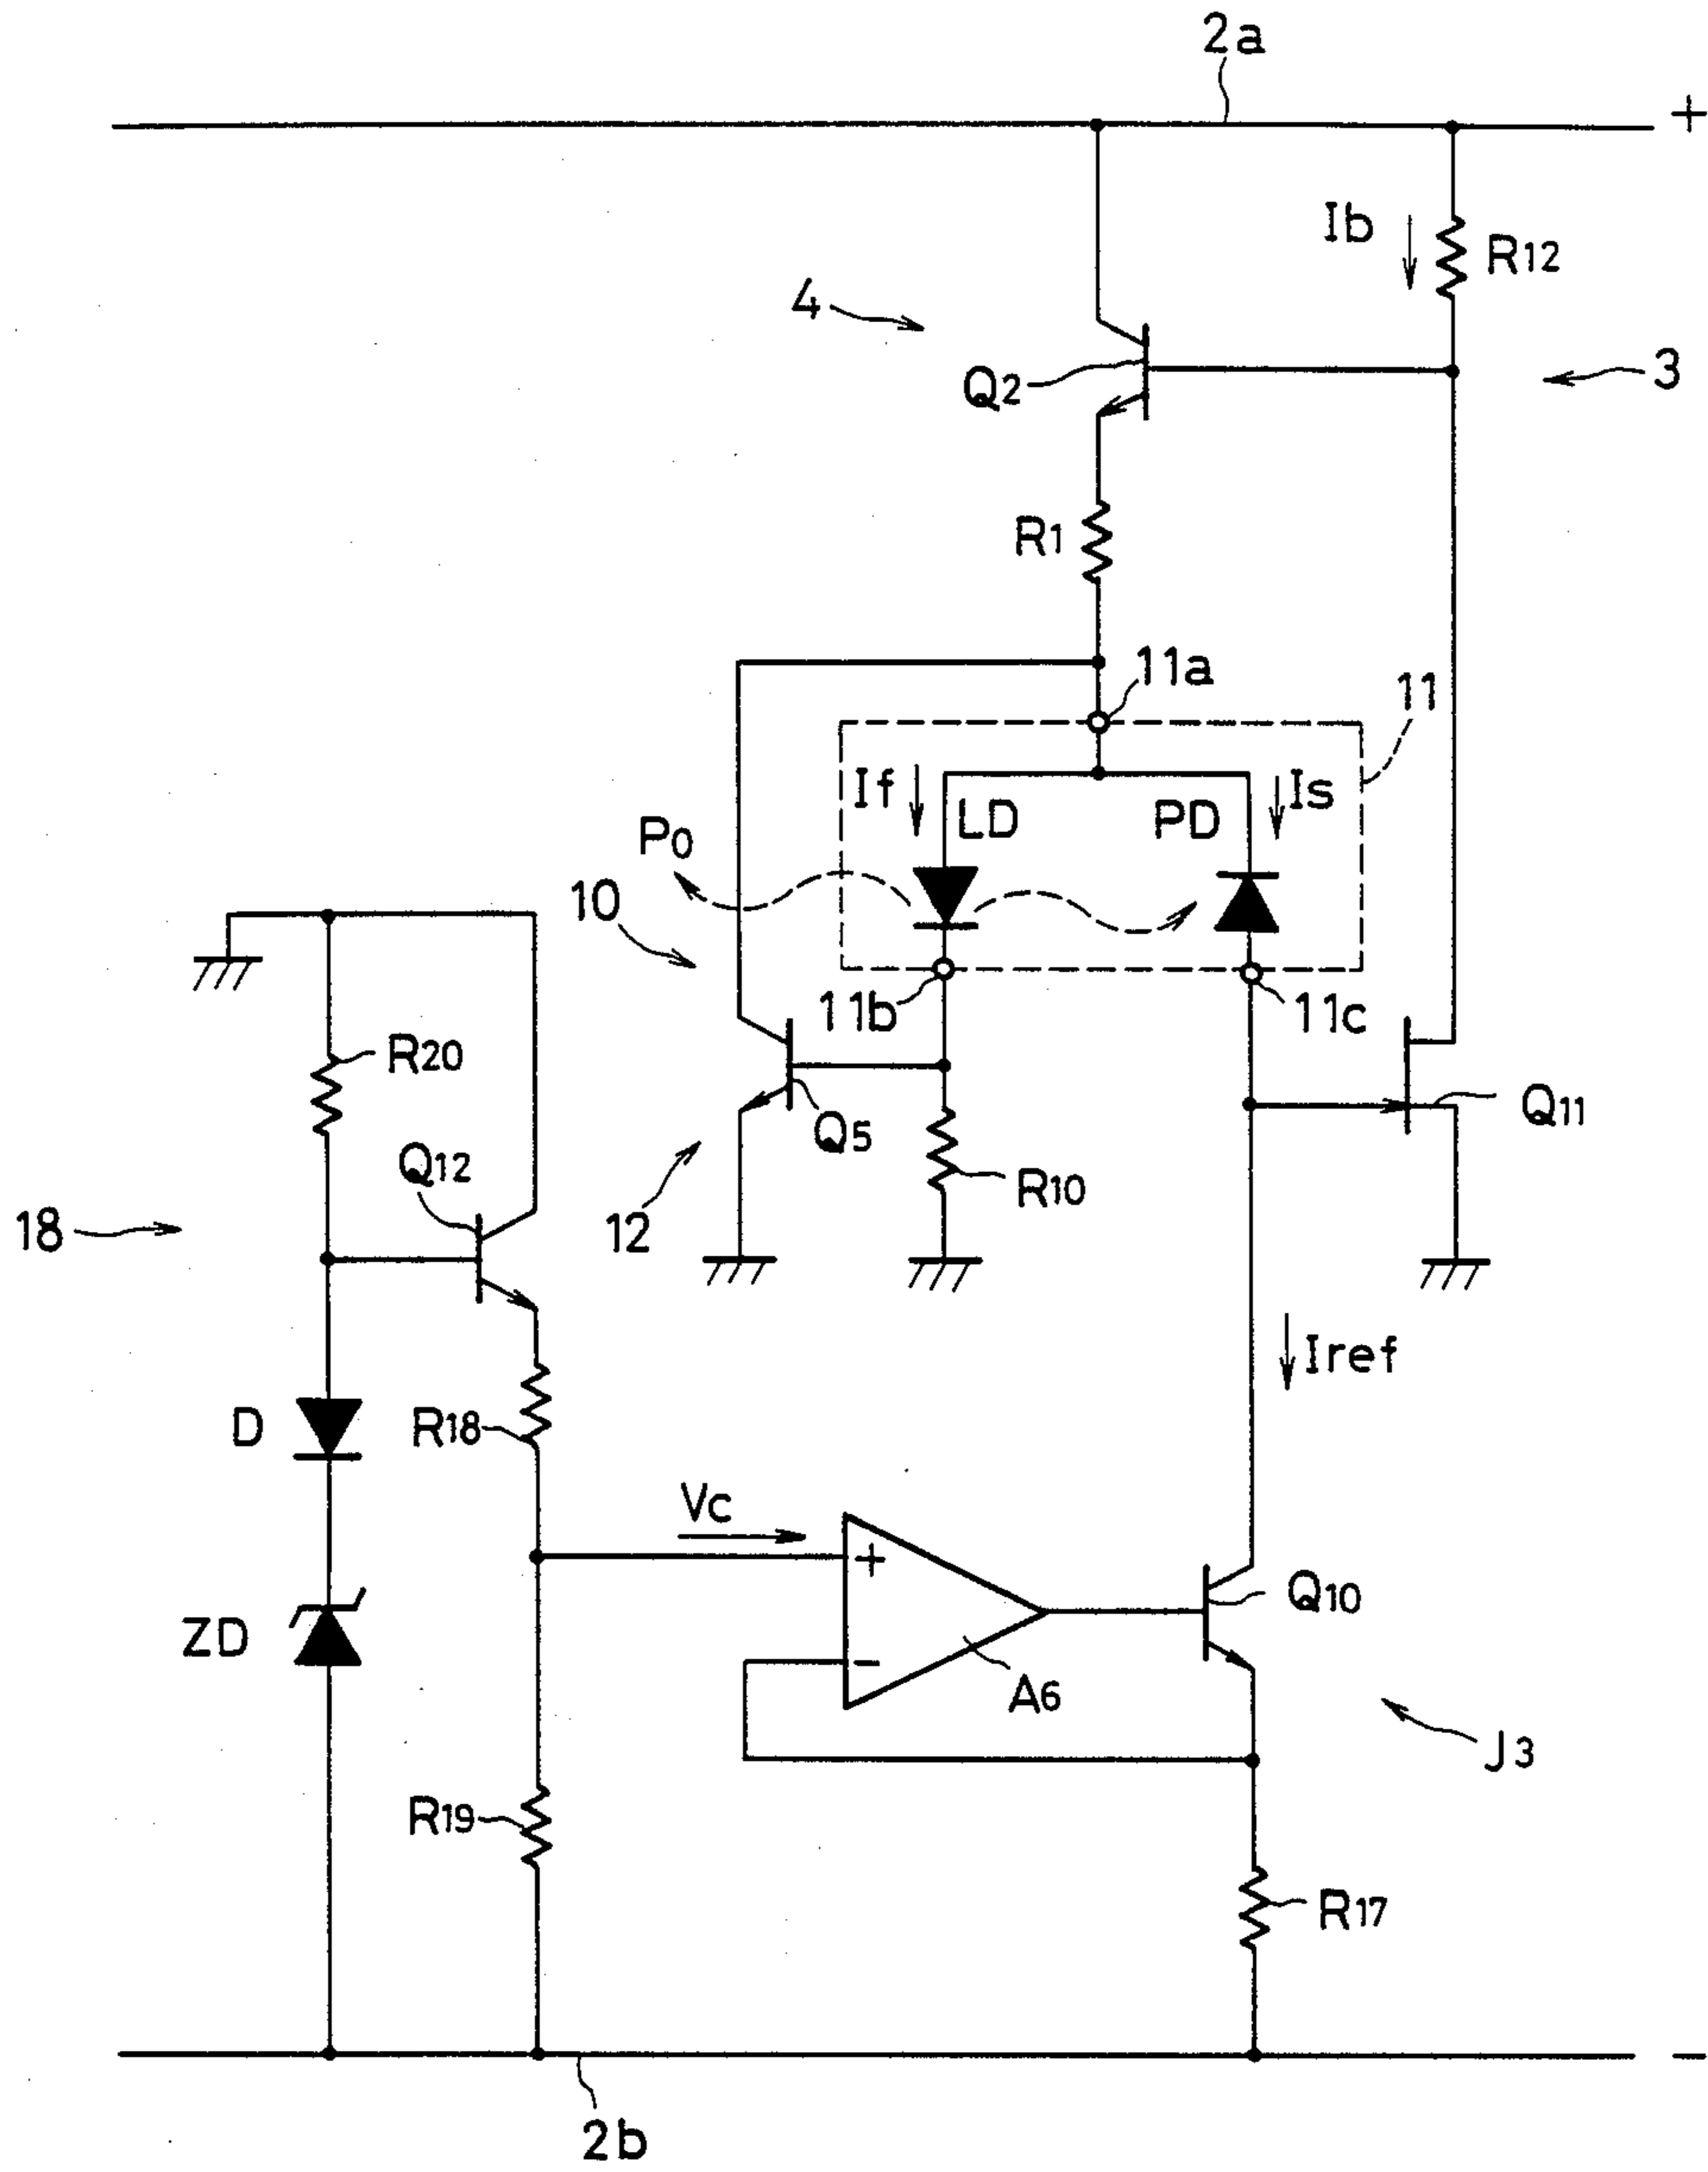 2a
+
Ib
R12
4
Q2
3
R1
11a
11
If
LD
PD
Is
Po
10
11b
11c
R20
Q5
Q11
Q12
R10
18
12
Iref
D
R18
Vc
+
Q10
ZD
−
A6
J3
R19
R17
−
2b